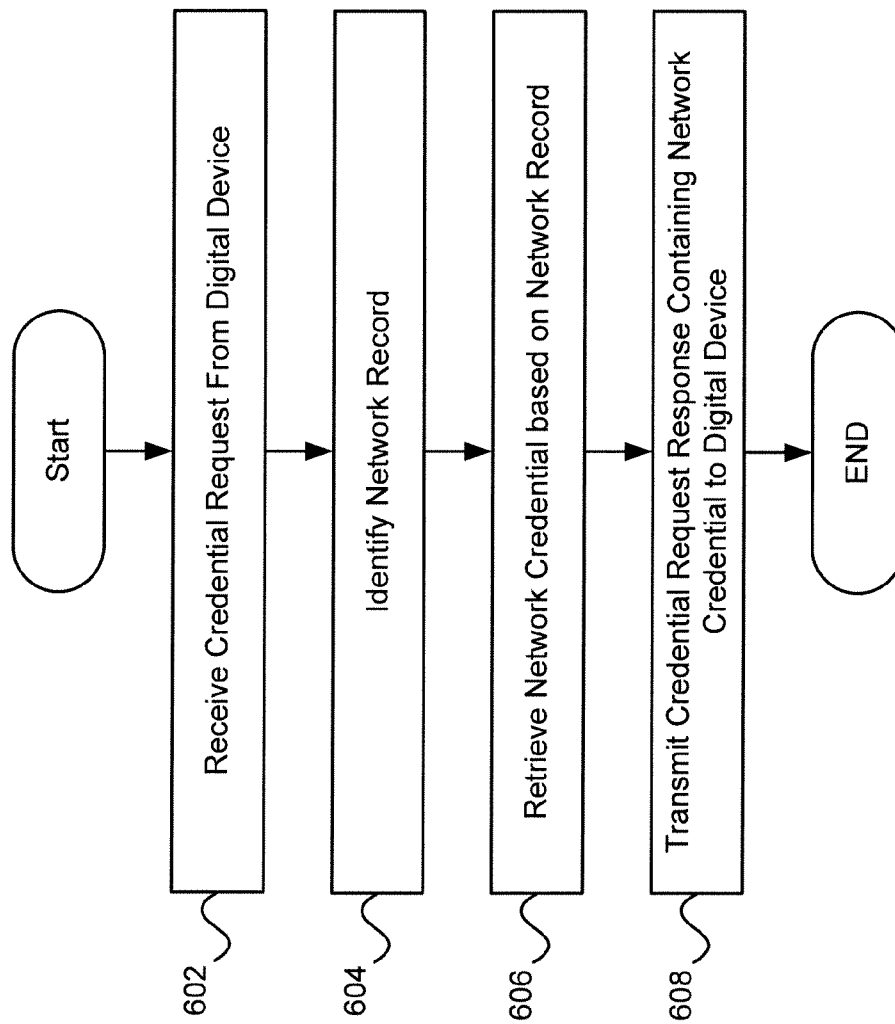 Start
602
Receive Credential Request From Digital Device
604
Identify Network Record
606
Retrieve Network Credential based on Network Record
608
Transmit Credential Request Response Containing Network
Credential to Digital Device
END